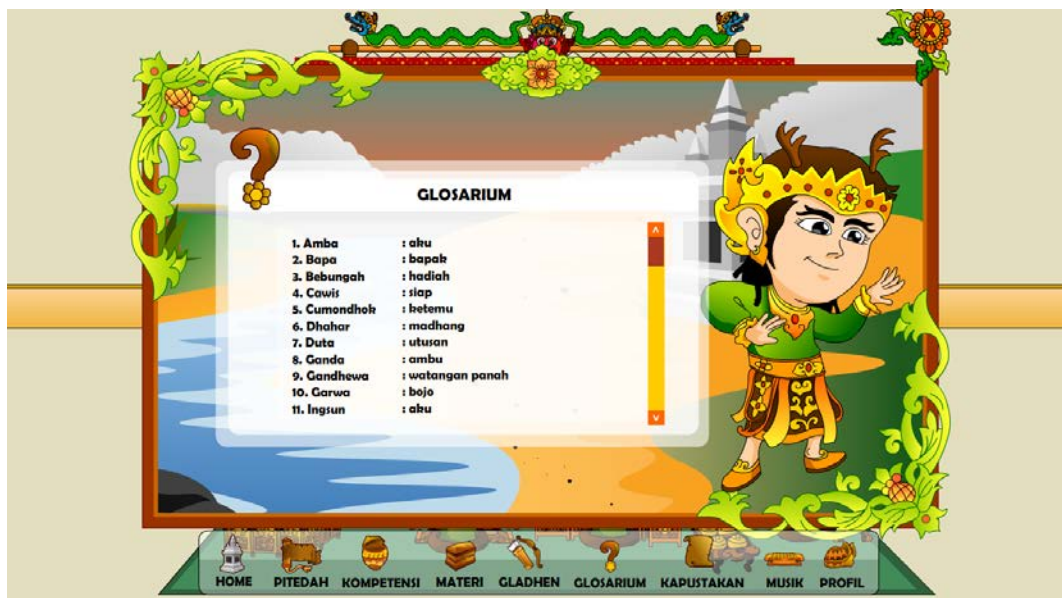 X
GLOSARIUM
1. Amba : aku
2. Bapa : bapak
3. Bebungah : hadiah
4. Cawis : siap
5. Cumondhok : ketemu
6. Dhahar : madhang
7. Duta : utusan
8. Ganda : ambu
9. Gandhewa : watangan panah
10. Garwa : bojo
11. Ingsun : aku
HOME PITEDAH KOMPETENSI MATERI GLADHEN GLOSARIUM KAPUSTAKAN MUSIK PROFIL